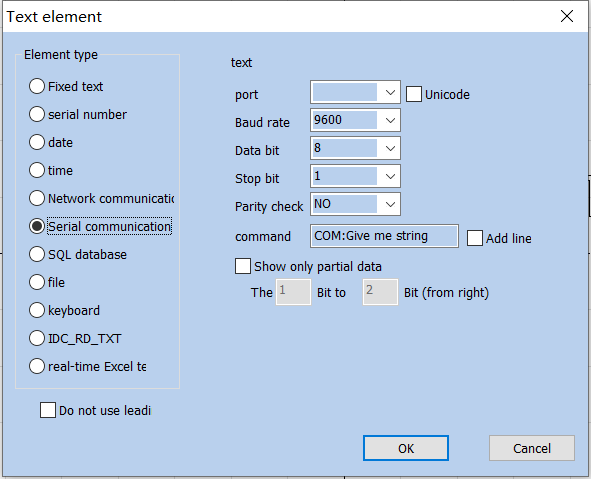 Text element
Element type
Fixed text
serial number
date
time
Network communicatic
Serial communication
SQL database
file
keyboard
IDC_RD_TXT
real-time Excel te
Do not use leadi
text
port
Unicode
Baud rate 9600
Data bit 8
Stop bit 1
Parity check NO
command COM:Give me string Add line
Show only partial data
The 1 Bit to 2 Bit (from right)
OK Cancel